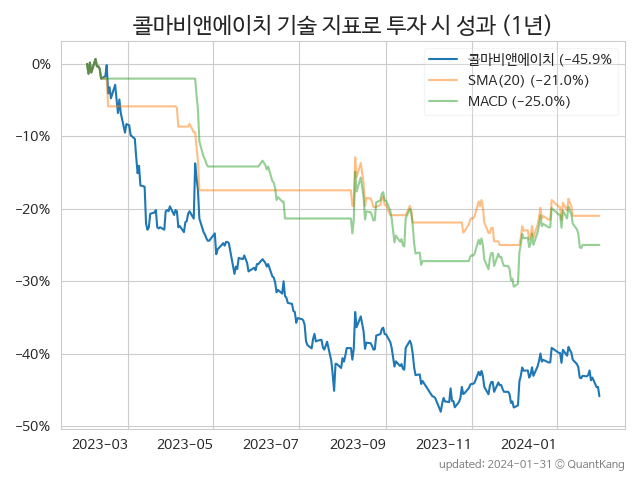 콜마비앤에이치 기술 지표로 투자 시 성과 (1년)
콜마비앤에이치 (−45.9%
SMA(20) (−21.0%)
MACD (−25.0%)
0%
−10%
−20%
−30%
−40%
−50%
2023-03
2023-05
2023-07
2023-09
2023-11
2024-01
updated: 2024-01-31 © QuantKang